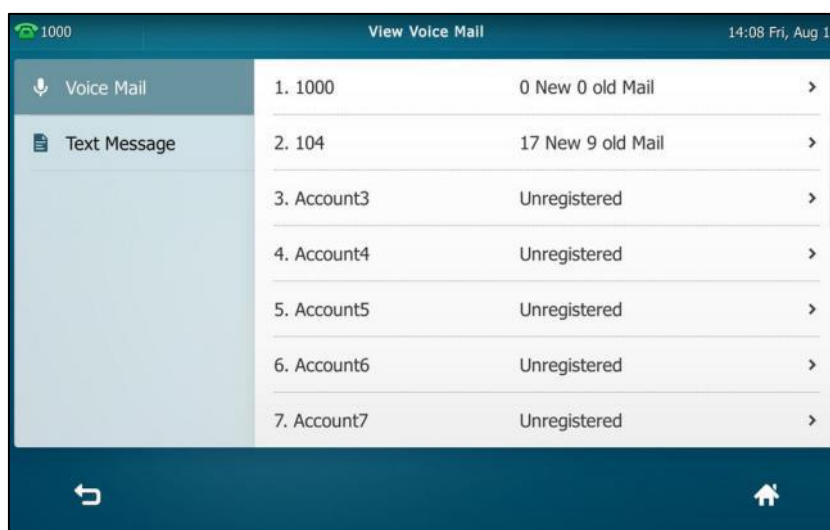 1000 View Voice Mail 14:08 Fri, Aug 1
Voice Mail
Text Message
1. 1000 0 New 0 old Mail
2. 104 17 New 9 old Mail
3. Account3 Unregistered
4. Account4 Unregistered
5. Account5 Unregistered
6. Account6 Unregistered
7. Account7 Unregistered